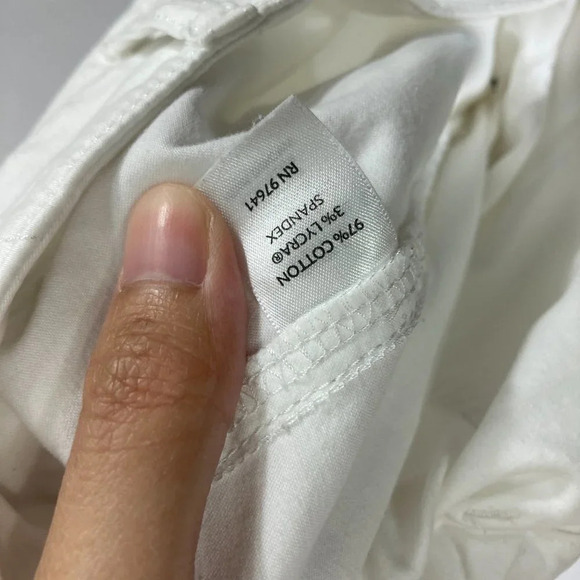 97% COTTON
3% LYCRA®
SPANDEX
RN 97641